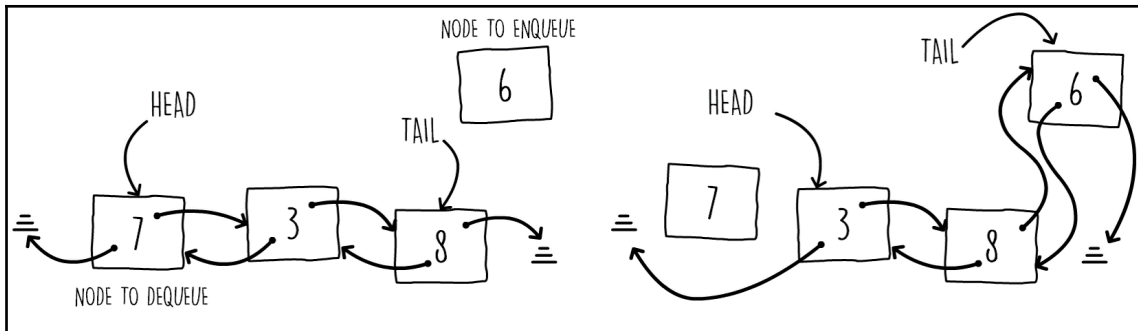 NODE TO ENQUEUE
6
HEAD
TAIL
7
3
8
NODE TO DEQUEUE
TAIL
6
HEAD
7
3
8